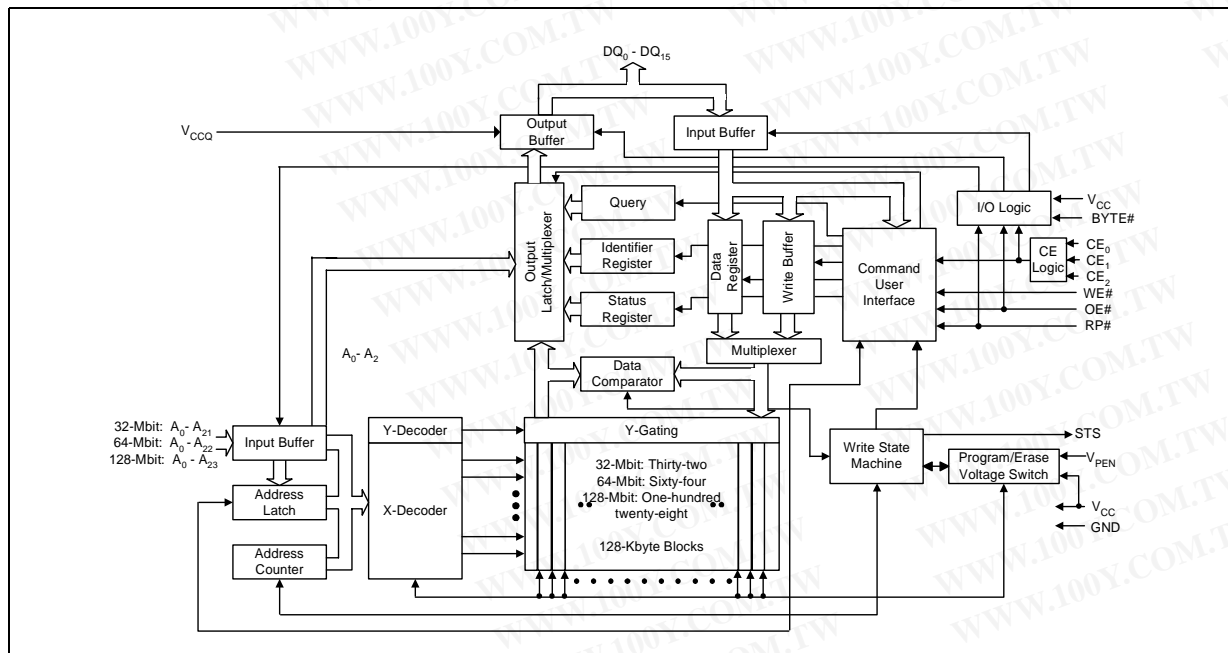 DQ0 - DQ15
Output
Buffer
Input Buffer
VCCQ
Output
Latch/Multiplexer
Query
Identifier
Register
Status
Register
Data
Register
Write Buffer
Command
User
Interface
I/O Logic
VCC
BYTE#
CE
Logic
CE0
CE1
CE2
WE#
OE#
RP#
Multiplexer
Data
Comparator
A0- A2
32-Mbit: A0- A21
64-Mbit: A0 - A22
128-Mbit: A0 - A23
Input Buffer
Address
Latch
Address
Counter
Y-Decoder
X-Decoder
Y-Gating
32-Mbit: Thirty-two
64-Mbit: Sixty-four
128-Mbit: One-hundred
twenty-eight
128-Kbyte Blocks
Write State
Machine
STS
Program/Erase
Voltage Switch
VPEN
VCC
GND
WWW.100Y.COM.TW